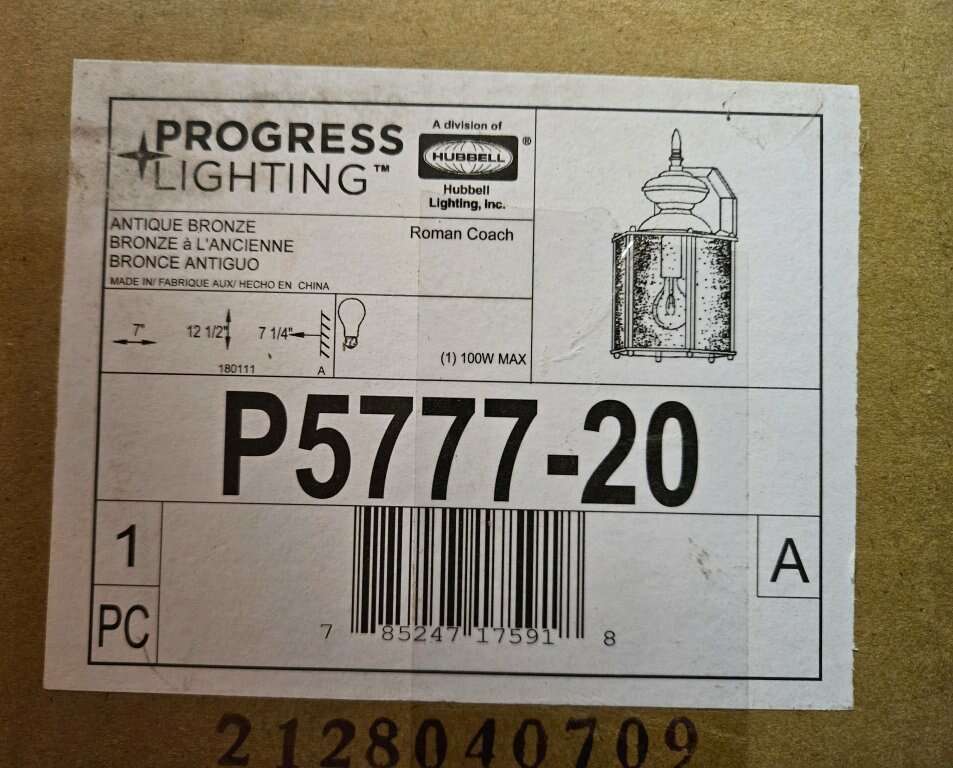 PROGRESS
LIGHTING™
A division of
HUBBELL®
Hubbell
Lighting, Inc.
ANTIQUE BRONZE
BRONZE à L'ANCIENNE
BRONCE ANTIGUO
MADE IN/ FABRIQUE AUX/ HECHO EN CHINA
Roman Coach
7" 12 1/2" 7 1/4"
180111 A
(1) 100W MAX
P5777-20
1
PC
A
7 85247 17591 8
2128040709